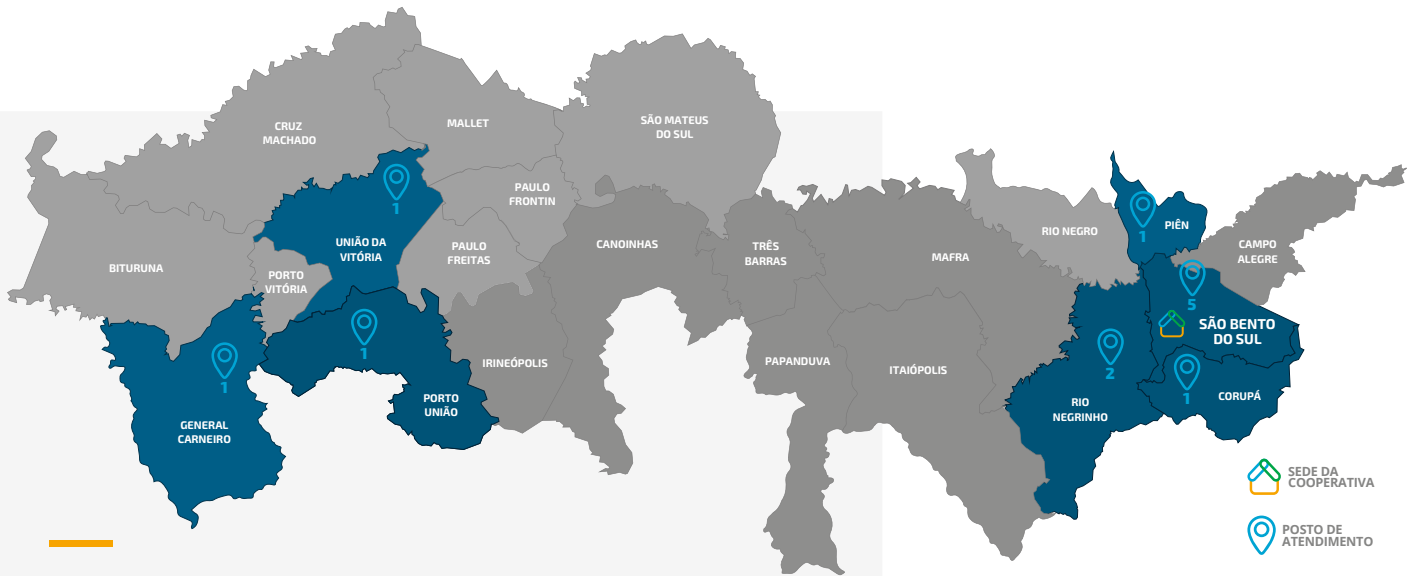 CRUZ
MACHADO
MALLET
SÃO MATEUS
DO SUL
PAULO
FRONTIN
1
UNIÃO DA
VITÓRIA
PAULO
FREITAS
CANOINHAS
TRÊS
BARRAS
MAFRA
RIO NEGRO
1
PIÊN
CAMPO
ALEGRE
BITURUNA
PORTO
VITÓRIA
5
SÃO BENTO
DO SUL
1
1
IRINEÓPOLIS
PAPANDUVA
ITAIÓPOLIS
2
1
CORUPÁ
PORTO
UNIÃO
RIO
NEGRINHO
GENERAL
CARNEIRO
SEDE DA
COOPERATIVA
POSTO DE
ATENDIMENTO